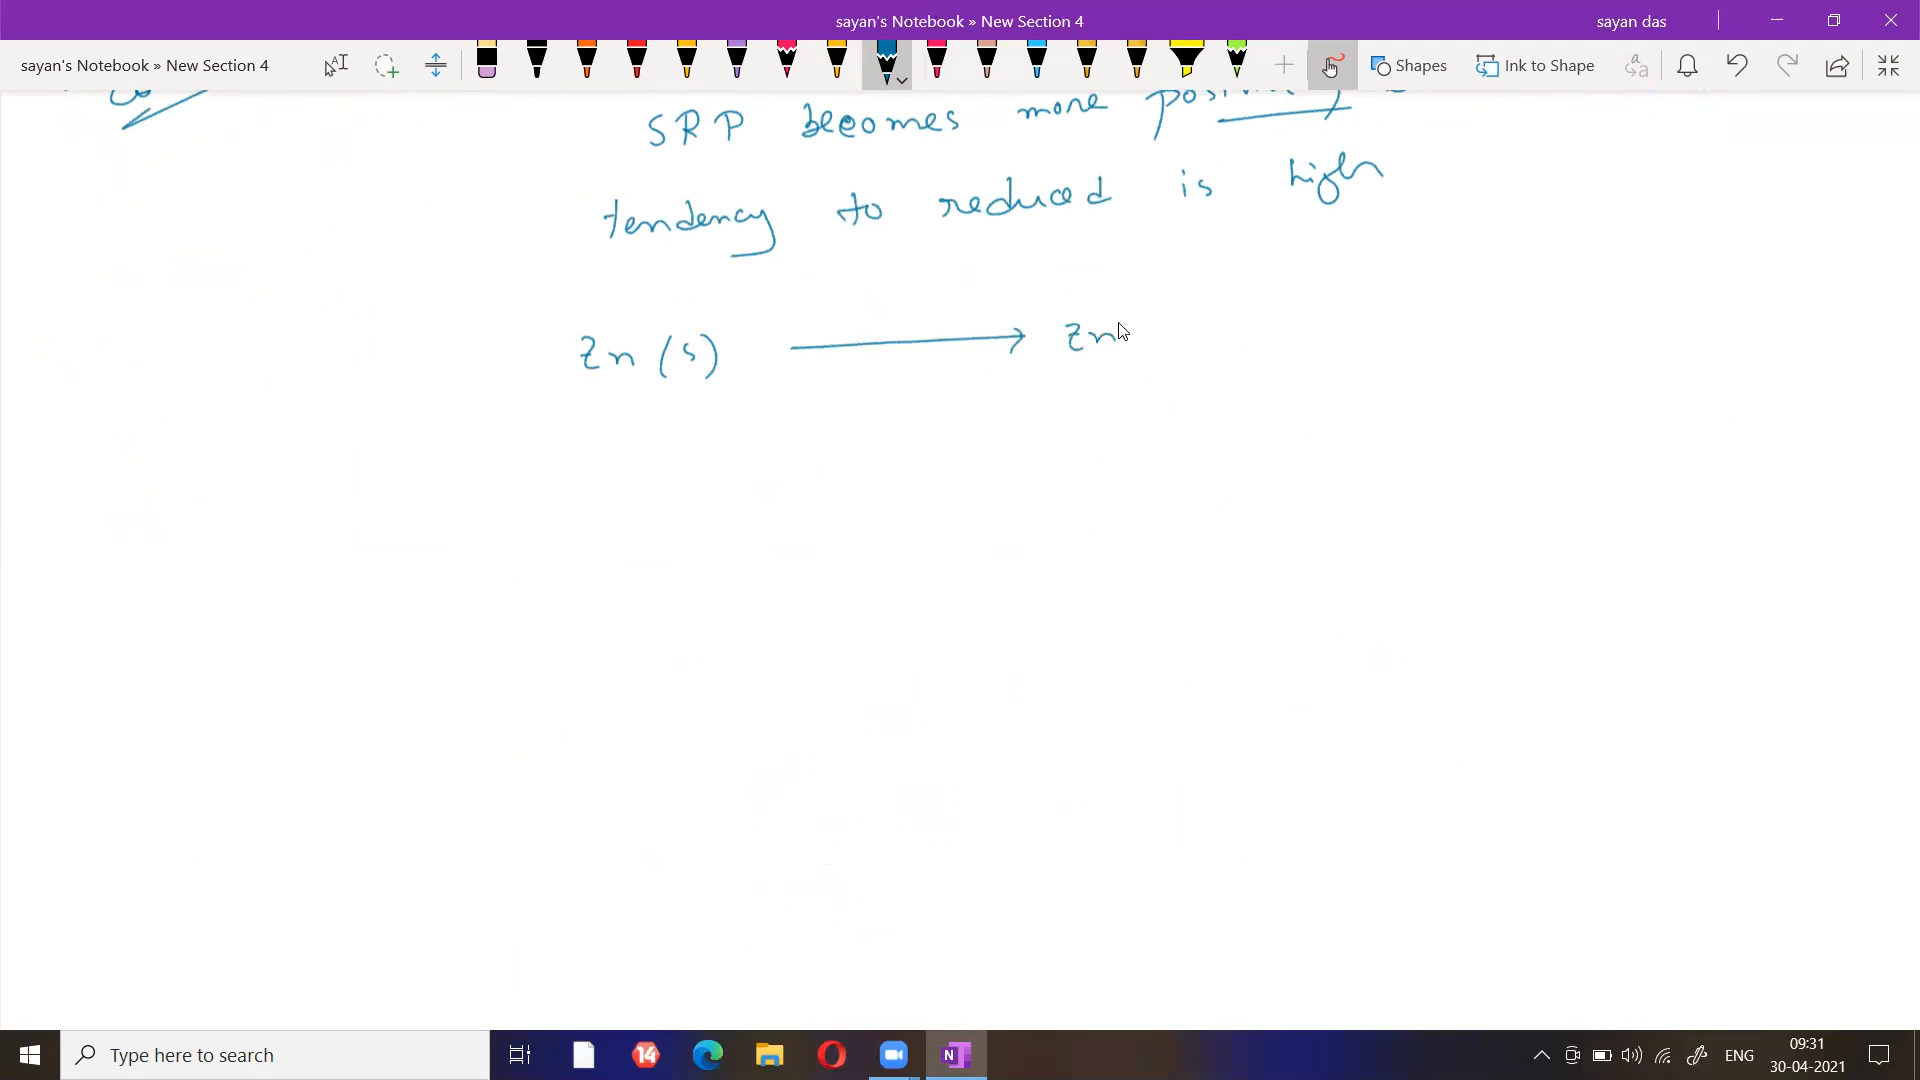 sayan's Notebook » New Section 4
sayan das
sayan's Notebook » New Section 4
Shapes
Ink to Shape
SRP becomes more
tendency to reduced is high
Zn (s) → Zn
Type here to search
14
N
ENG
09:31
30-04-2021